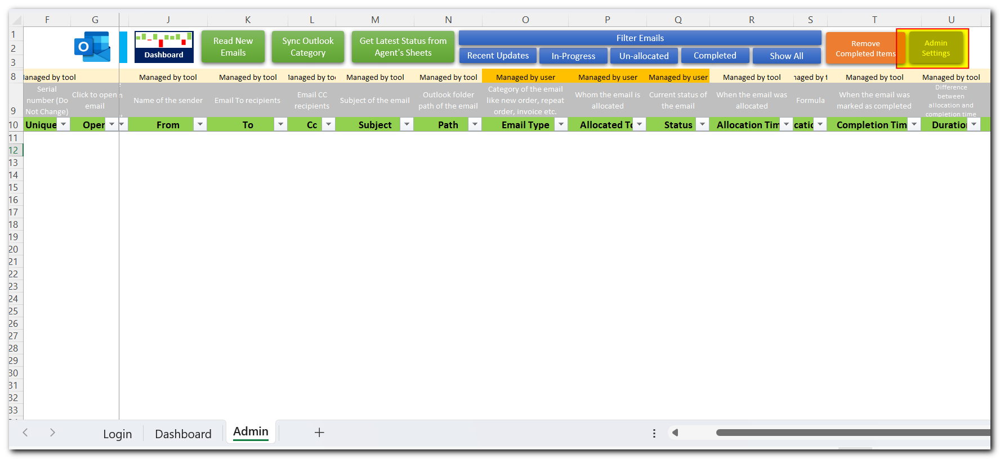 F G J K L M N O P Q R S T U
1
2
3
O
Dashboard
Read New
Emails
Sync Outlook
Category
Get Latest Status from
Agent's Sheets
Filter Emails
Recent Updates In-Progress Un-allocated Completed Show All
Remove
Completed Items
Admin
Settings
8 Managed by tool Managed by tool Managed by tool Managed by tool Managed by tool Managed by user Managed by user Managed by user Managed by tool Managed by tool Managed by tool
9
Serial
number (Do
Not Change)
Click to open
email
Name of the sender
Email To recipients
Email CC
recipients
Subject of the email
Outlook folder
path of the email
Category of the email
like new order, repeat
order, invoice etc.
Whom the email is
allocated
Current status of
the email
When the email was
allocated
Formula
When the email was
marked as completed
Difference
between
allocation and
completion time
10 Unique Open From To Cc Subject Path Email Type Allocated To Status Allocation Tim catio Completion Tim Duration
11
12
13
14
15
16
17
18
19
20
21
22
23
24
25
26
27
28
29
30
31
32
33
Login Dashboard Admin +